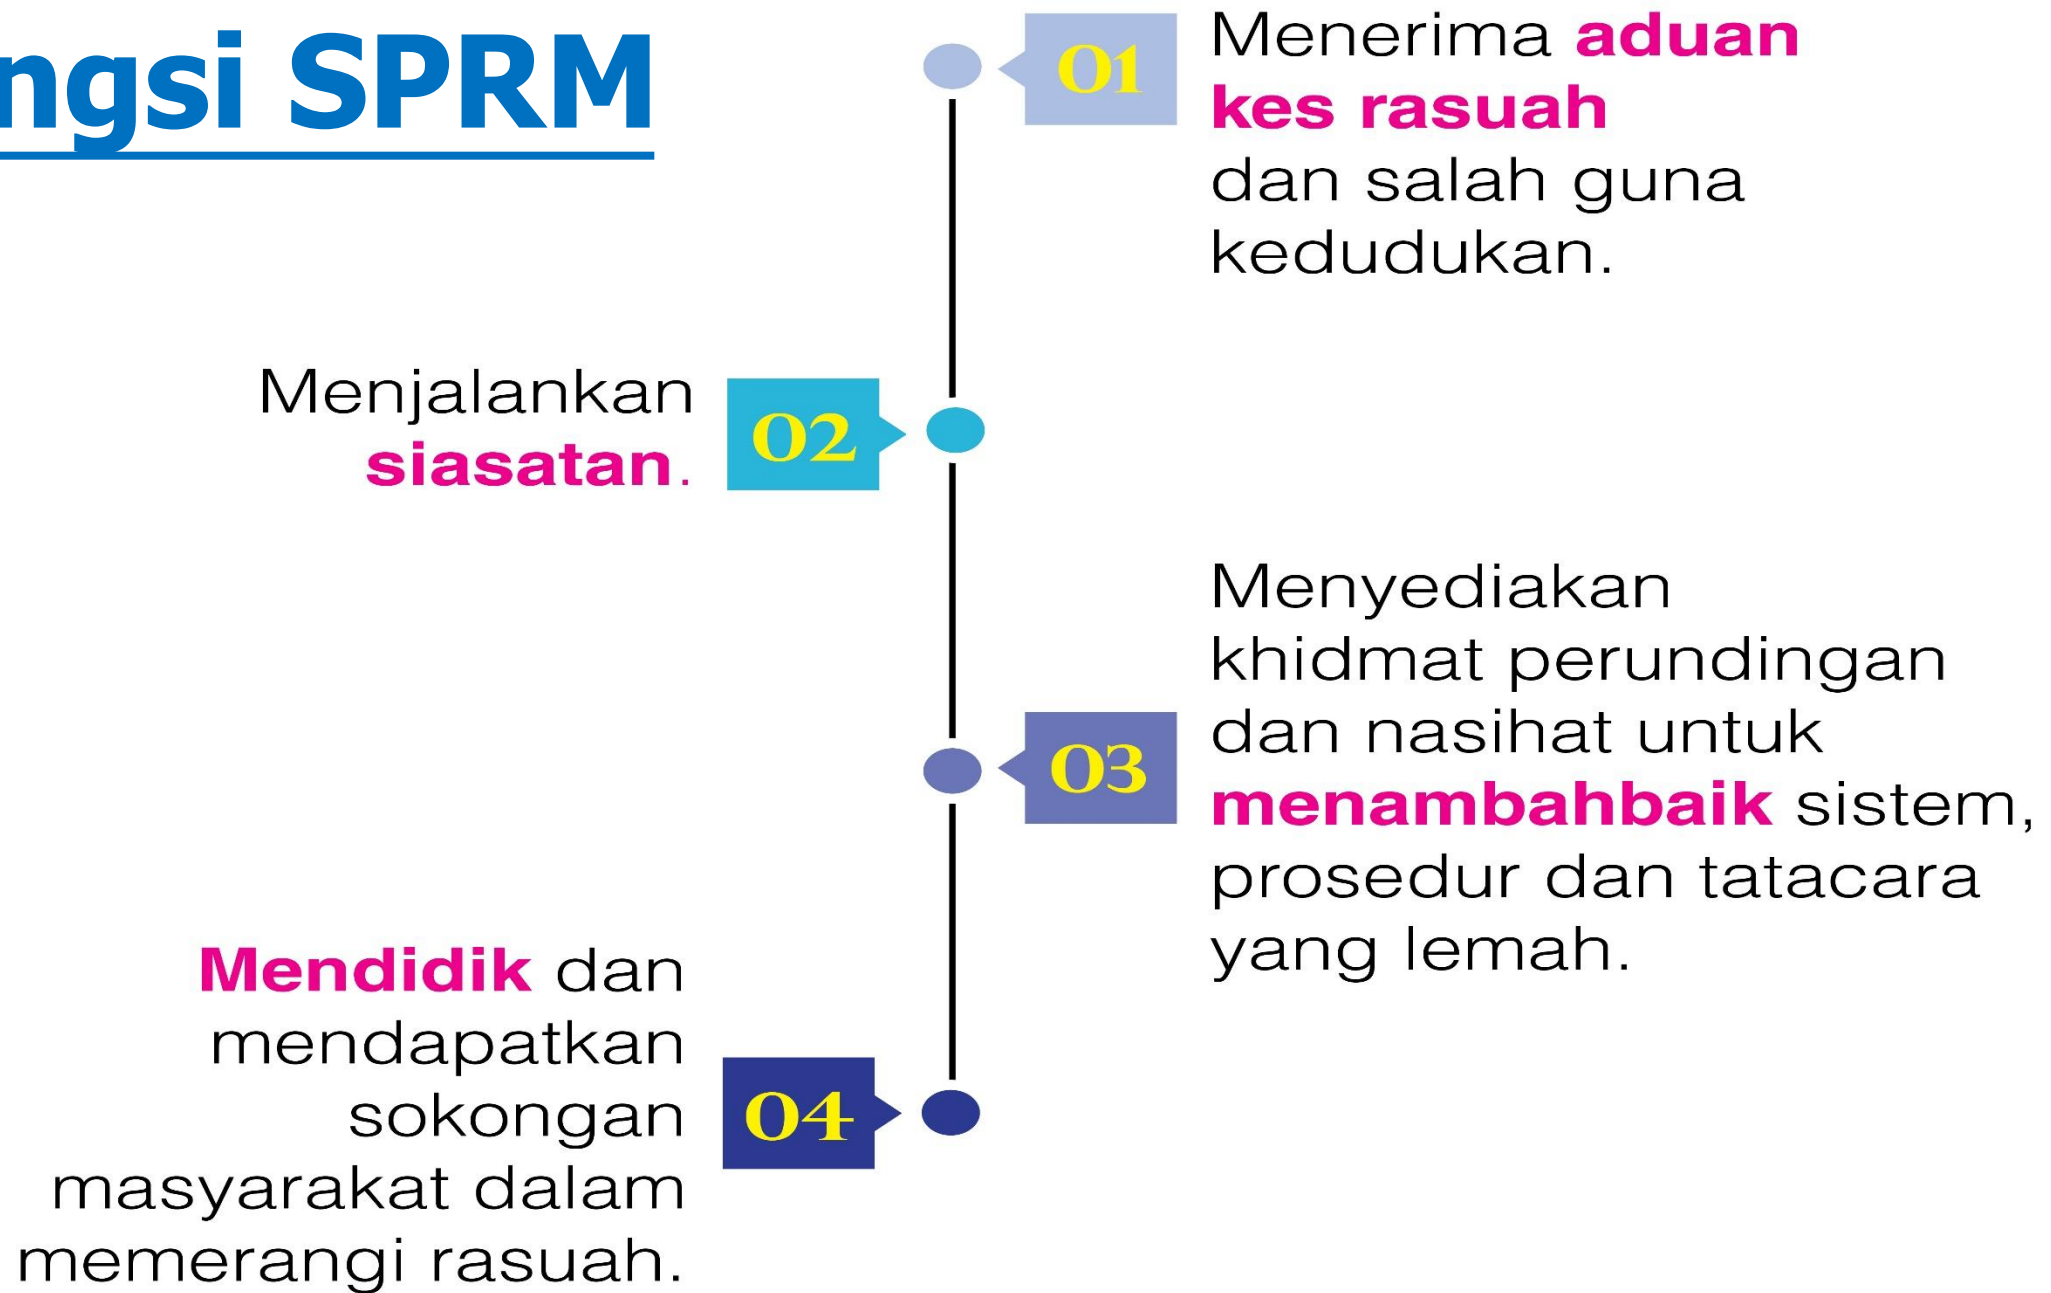 ngsi SPRM
01
Menerima aduan
kes rasuah
dan salah guna
kedudukan.
Menjalankan
siasatan.
02
03
Menyediakan
khidmat perundingan
dan nasihat untuk
menambahbaik sistem,
prosedur dan tatacara
yang lemah.
Mendidik dan
mendapatkan
sokongan
masyarakat dalam
memerangi rasuah.
04